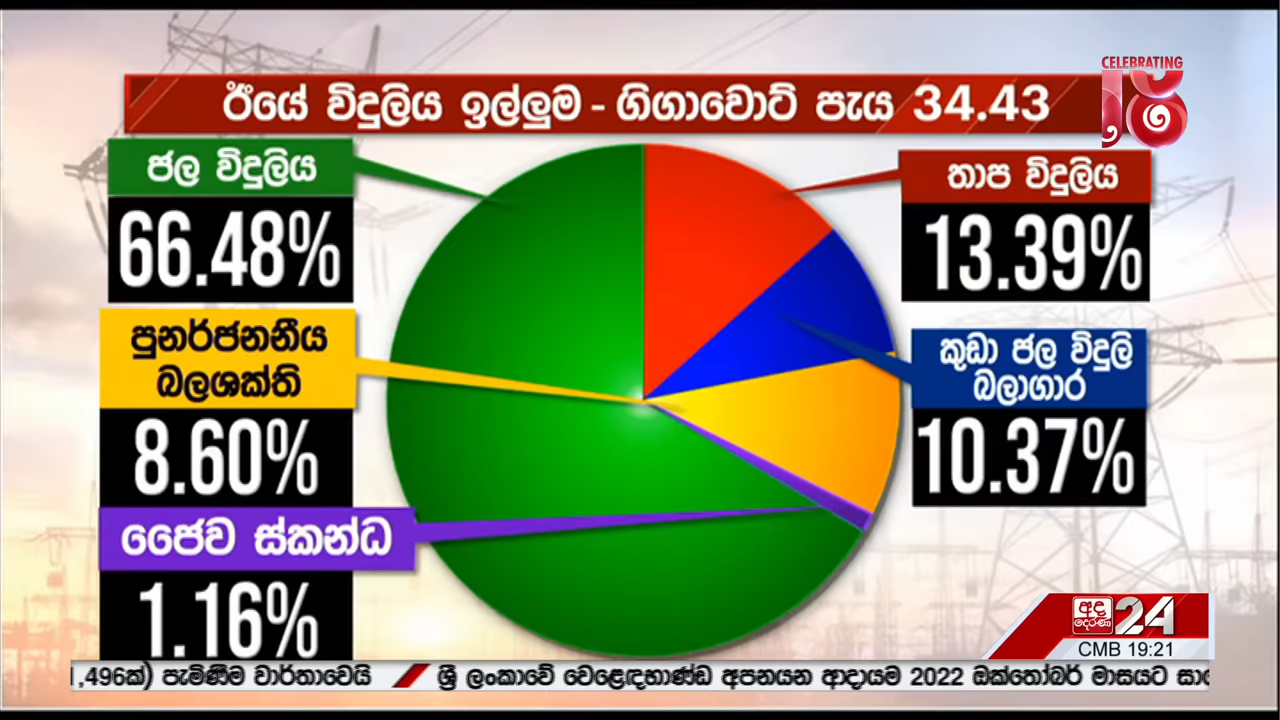 CELEBRATING
ඊයේ විදුලිය ඉල්ලුම - ගිගාවොට් පැය 34.43
ජල විදුලිය
66.48%
තාප විදුලිය
13.39%
පුනර්ජනනීය
බලශක්ති
8.60%
කුඩා ජල විදුලි
බලාගාර
10.37%
ජෛව ස්කන්ධ
1.16%
අද
දෙරණ 24
CMB 19:21
,496ක්) පැමිණීම වාර්තාවෙයි ශ්‍රී ලංකාවේ වෙළෙඳභාණ්ඩ අපනයන ආදායම 2022 ඔක්තෝබර් මාසයට